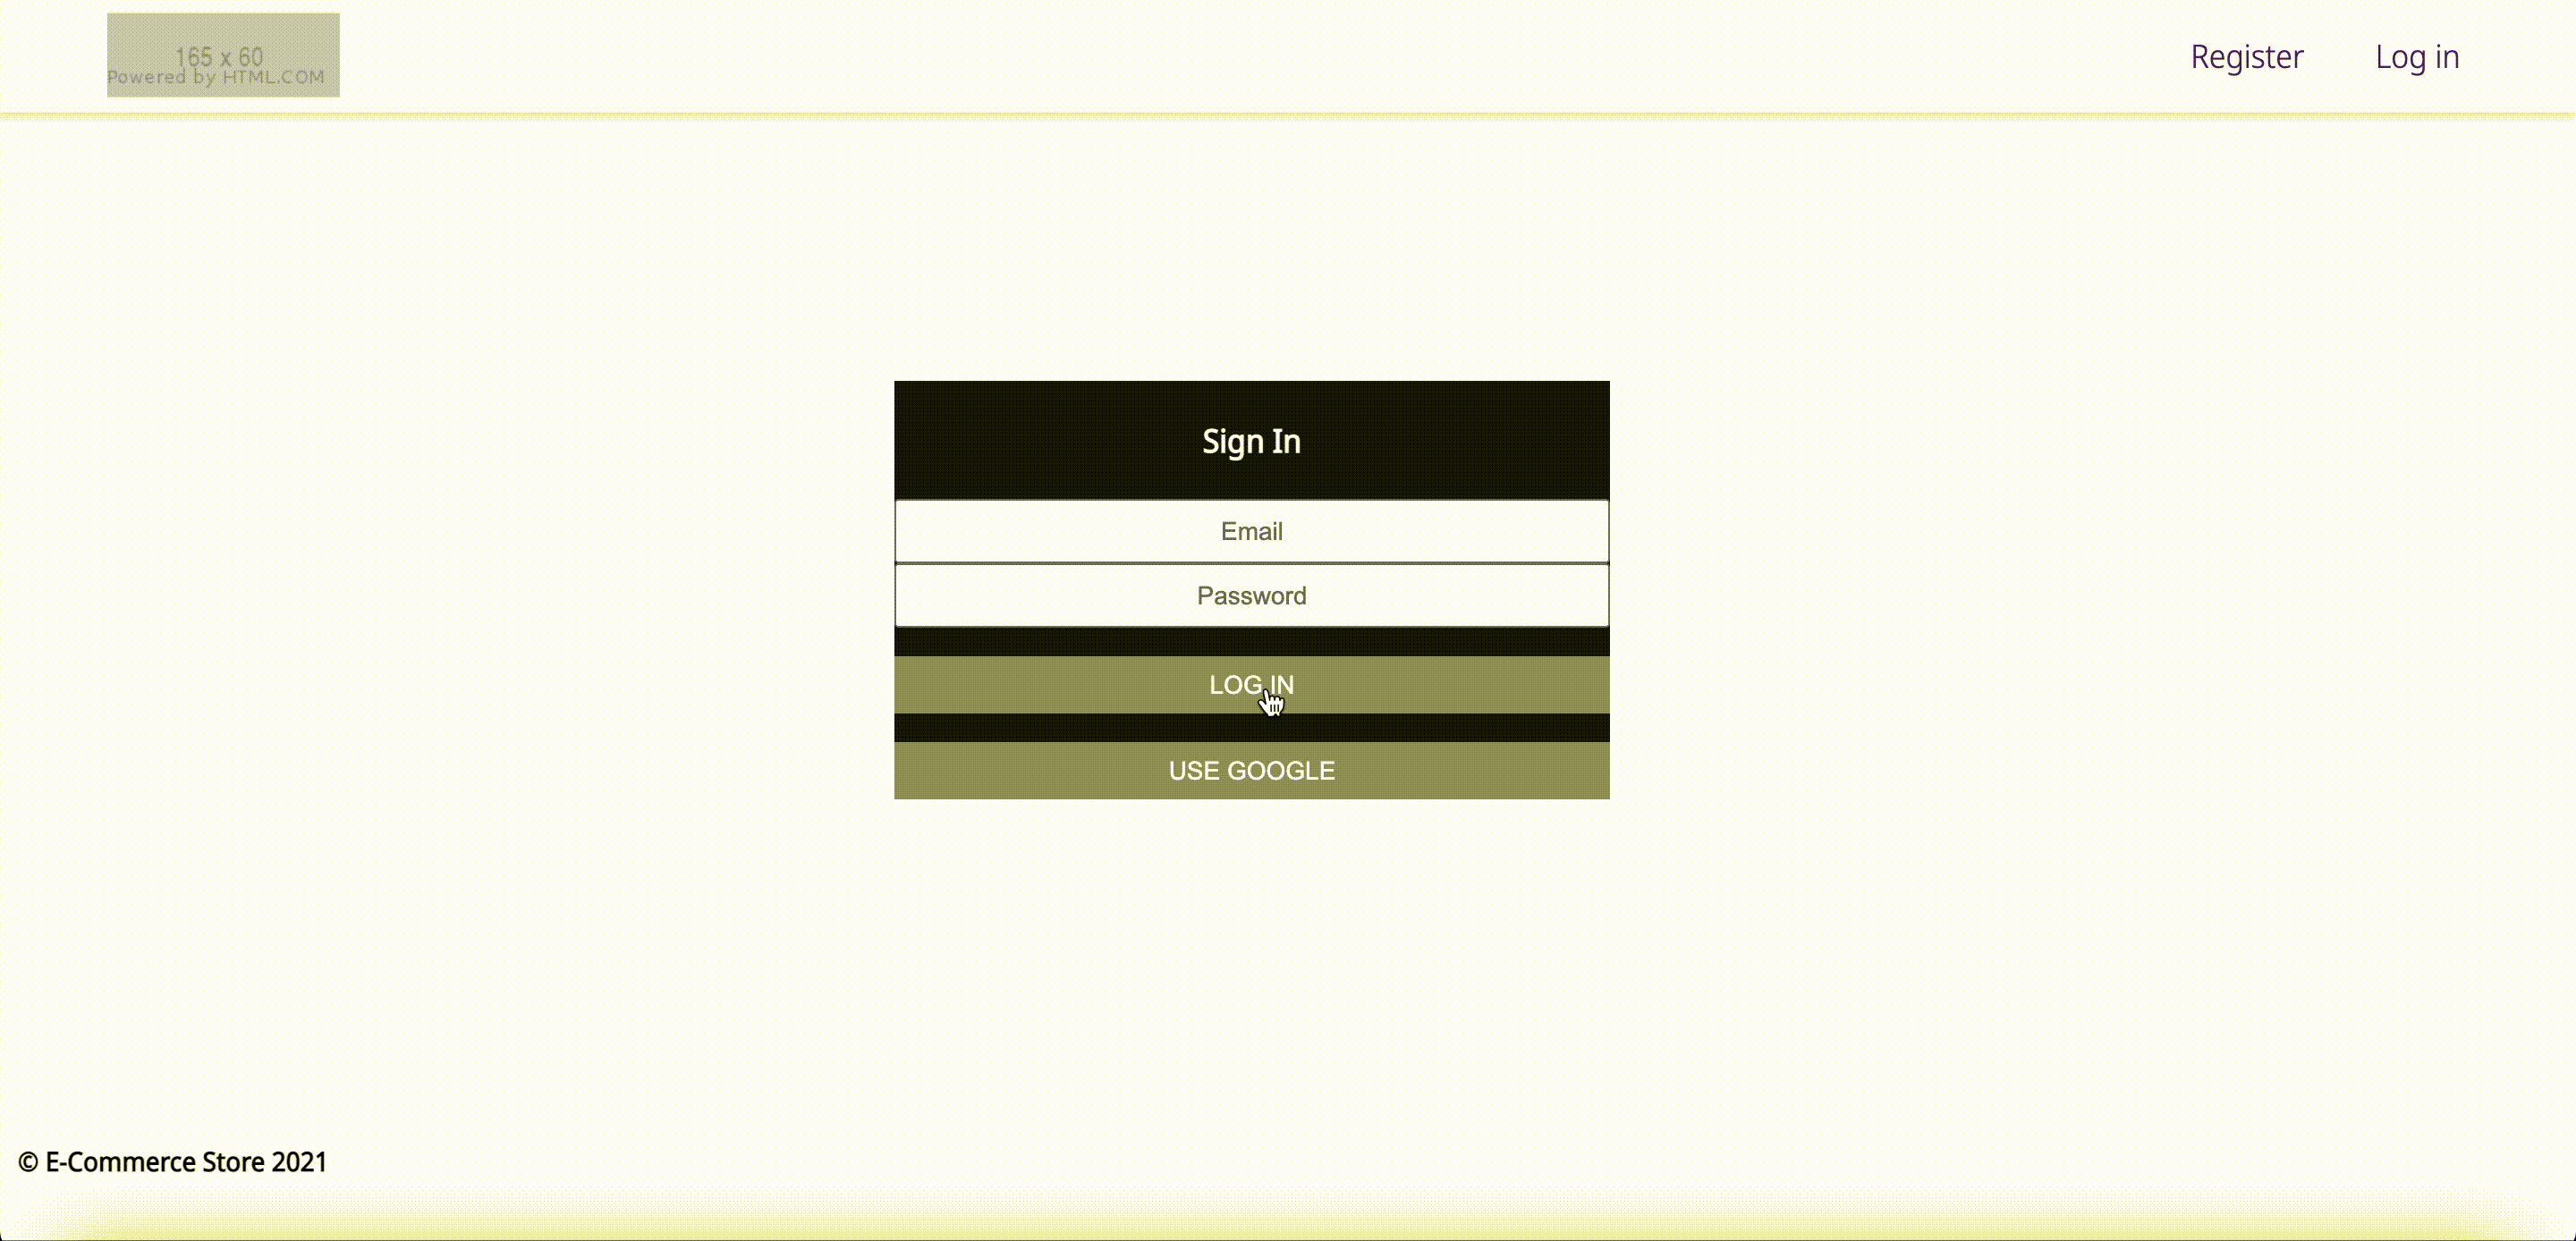 165 x 60
Powered by HTML.COM
Register
Log in
Sign In
Email
Password
LOG IN
USE GOOGLE
© E-Commerce Store 2021